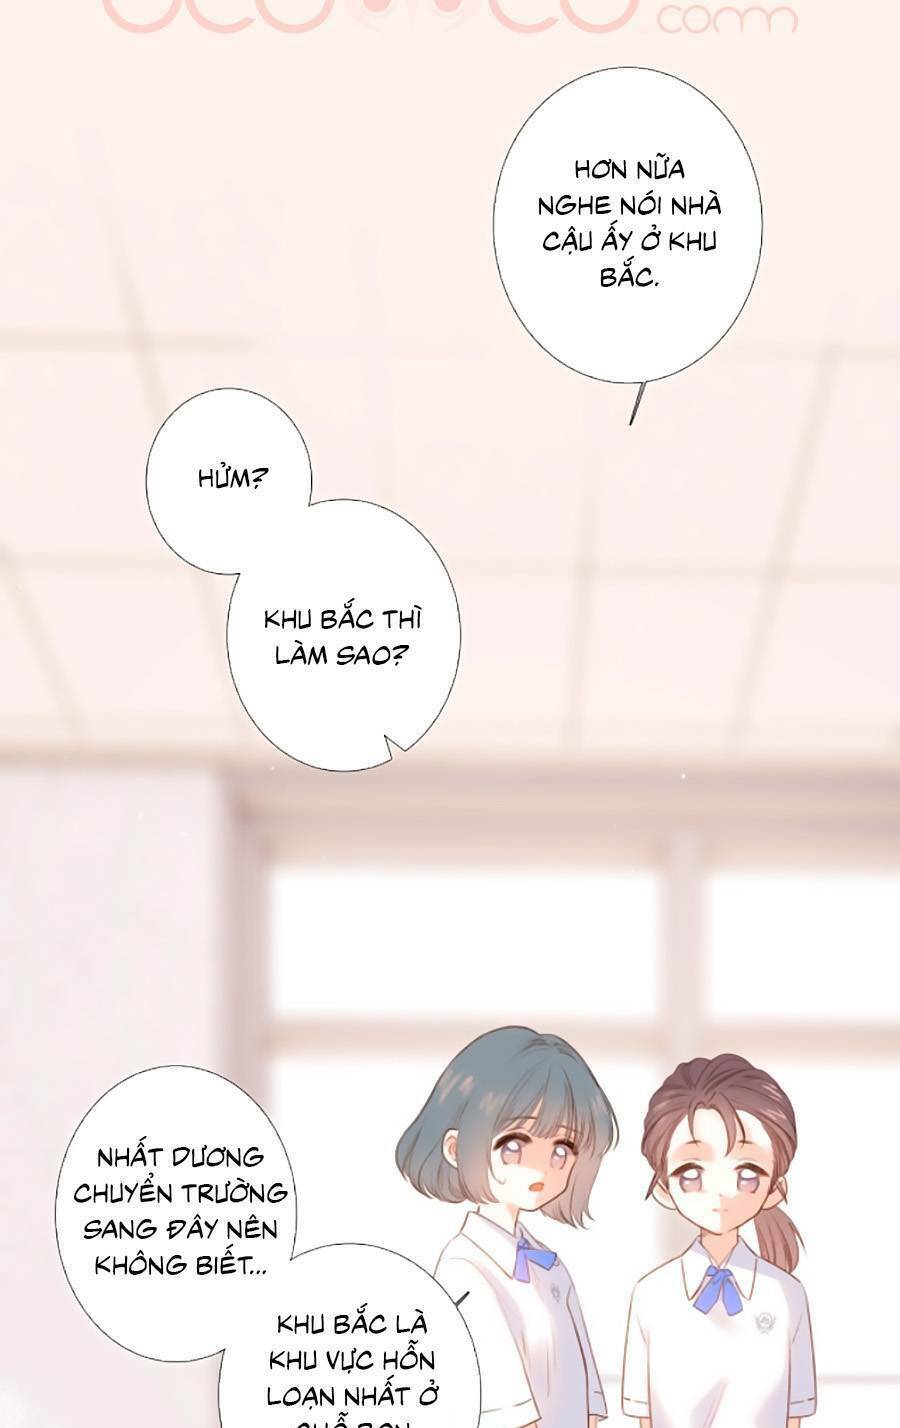 .comm
HƠN NỮA
NGHE NÓI NHÀ
CẬU ẤY Ở KHU
BẮC.
HỬM?
KHU BẮC THÌ
LÀM SAO?
NHẤT DƯƠNG
CHUYỂN TRƯỜNG
SANG ĐÂY NÊN
KHÔNG BIẾT...
KHU BẮC LÀ
KHU VỰC HỖN
LOẠN NHẤT Ở